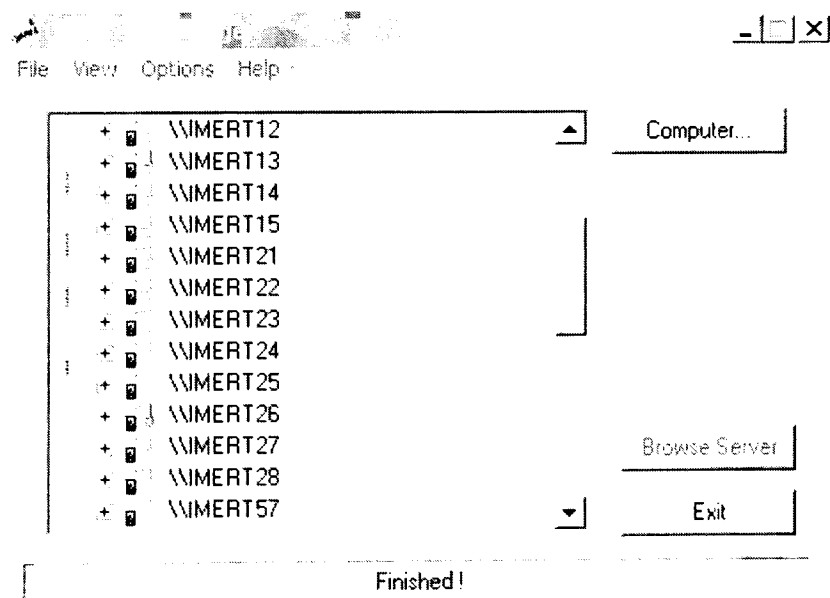 File View Options Help
\\IMERT12
Computer...
\\IMERT13
\\IMERT14
\\IMERT15
\\IMERT21
\\IMERT22
\\IMERT23
\\IMERT24
\\IMERT25
\\IMERT26
\\IMERT27
Browse Server
\\IMERT28
\\IMERT57
Exit
Finished !